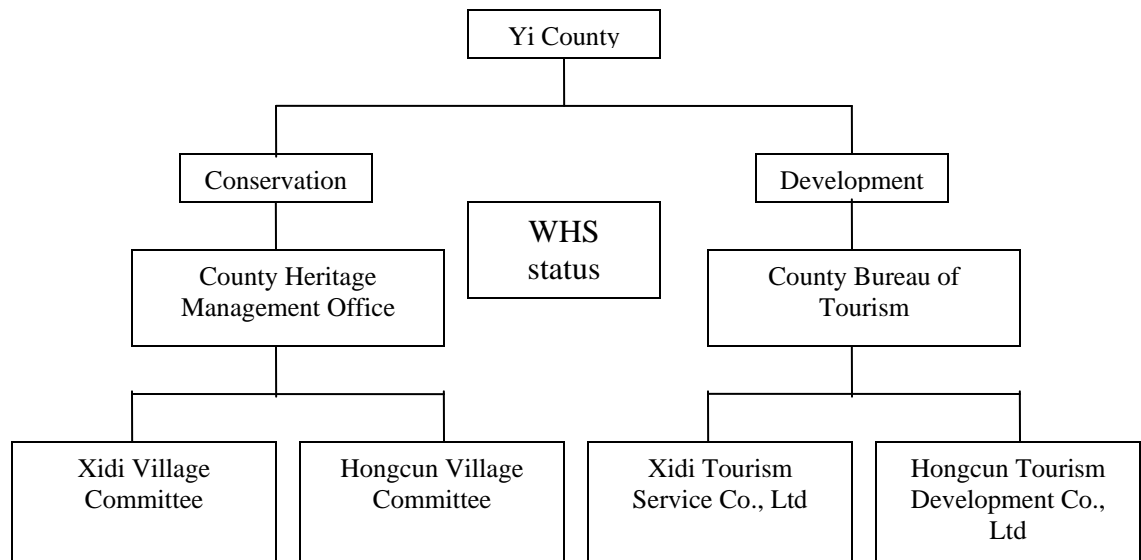 Yi County
Conservation
Development
WHS
status
County Heritage
Management Office
County Bureau of
Tourism
Xidi Village
Committee
Hongcun Village
Committee
Xidi Tourism
Service Co., Ltd
Hongcun Tourism
Development Co.,
Ltd